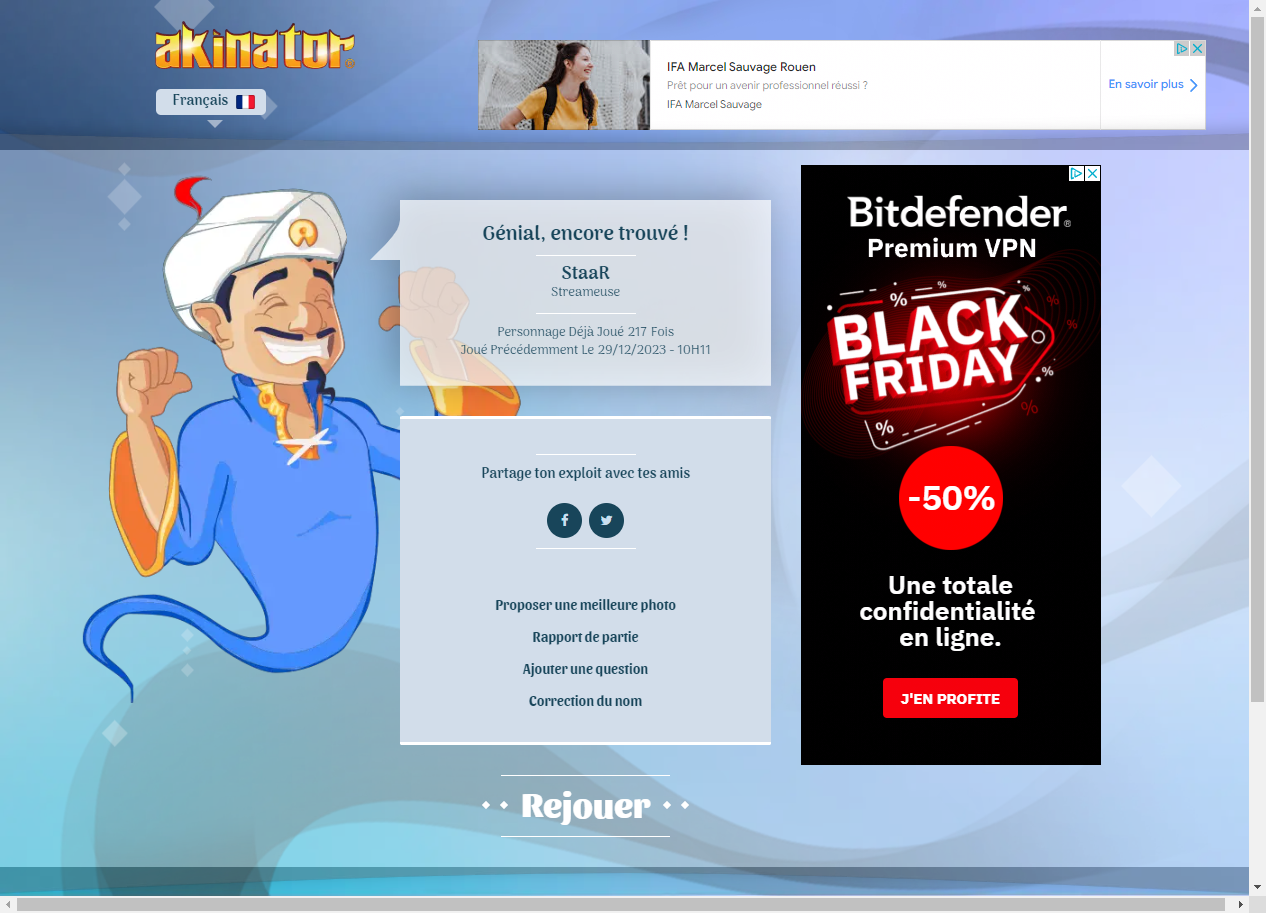 akinator
Français
IFA Marcel Sauvage Rouen
Prêt pour un avenir professionnel réussi ?
IFA Marcel Sauvage
En savoir plus
Génial, encore trouvé !
StaaR
Streameuse
Personnage Déjà Joué 217 Fois
Joué Précédemment Le 29/12/2023 - 10H11
Partage ton exploit avec tes amis
Proposer une meilleure photo
Rapport de partie
Ajouter une question
Correction du nom
Rejouer
Bitdefender®
Premium VPN
BLACK
FRIDAY
-50%
Une totale
confidentialité
en ligne.
J'EN PROFITE